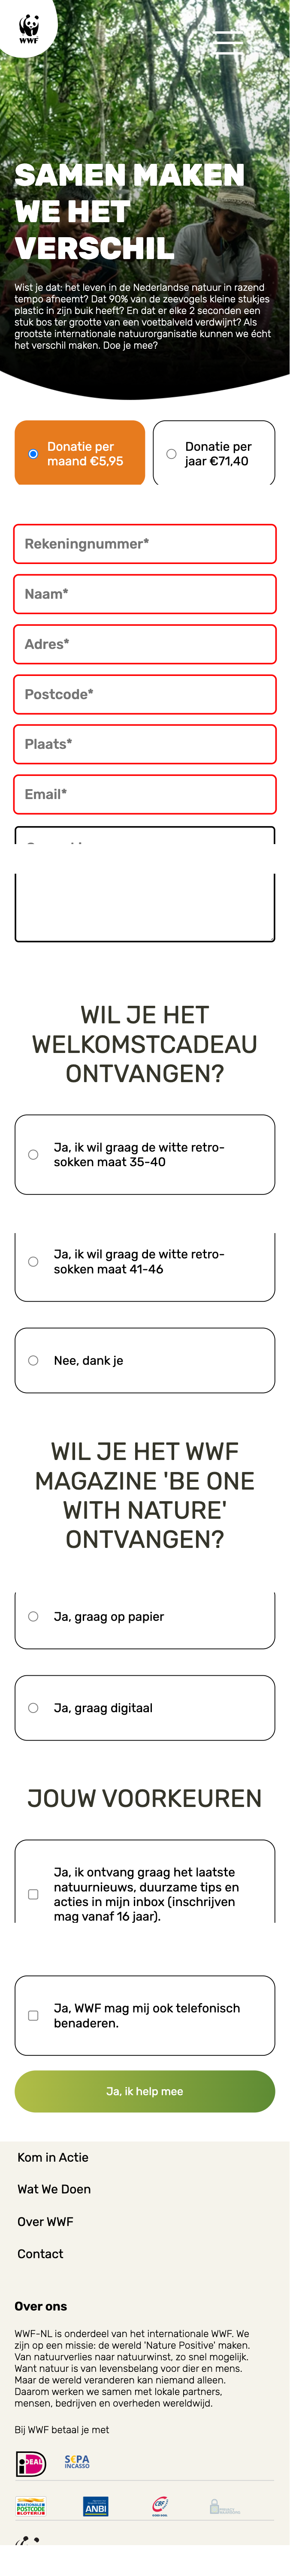 WWF
SAMEN MAKEN
WE HET
VERSCHIL
Wist je dat: het leven in de Nederlandse natuur in razend
tempo afneemt? Dat 90% van de zeevogels kleine stukjes
plastic in zijn buik heeft? En dat er elke 2 seconden een
stuk bos ter grootte van een voetbalveld verdwijnt? Als
grootste internationale natuurorganisatie kunnen we écht
het verschil maken. Doe je mee?
Donatie per
maand €5,95
Donatie per
jaar €71,40
Rekeningnummer*
Naam*
Adres*
Postcode*
Plaats*
Email*
WIL JE HET
WELKOMSTCADEAU
ONTVANGEN?
Ja, ik wil graag de witte retro-
sokken maat 35-40
Ja, ik wil graag de witte retro-
sokken maat 41-46
Nee, dank je
WIL JE HET WWF
MAGAZINE 'BE ONE
WITH NATURE'
ONTVANGEN?
Ja, graag op papier
Ja, graag digitaal
JOUW VOORKEUREN
Ja, ik ontvang graag het laatste
natuurnieuws, duurzame tips en
acties in mijn inbox (inschrijven
mag vanaf 16 jaar).
Ja, WWF mag mij ook telefonisch
benaderen.
Ja, ik help mee
Kom in Actie
Wat We Doen
Over WWF
Contact
Over ons
WWF-NL is onderdeel van het internationale WWF. We
zijn op een missie: de wereld 'Nature Positive' maken.
Van natuurverlies naar natuurwinst, zo snel mogelijk.
Want natuur is van levensbelang voor dier en mens.
Maar de wereld veranderen kan niemand alleen.
Daarom werken we samen met lokale partners,
mensen, bedrijven en overheden wereldwijd.
Bij WWF betaal je met
iDEAL
SEPA
INCASSO
NATIONALE
POSTCODE
LOTERIJ
ANBI
CBF